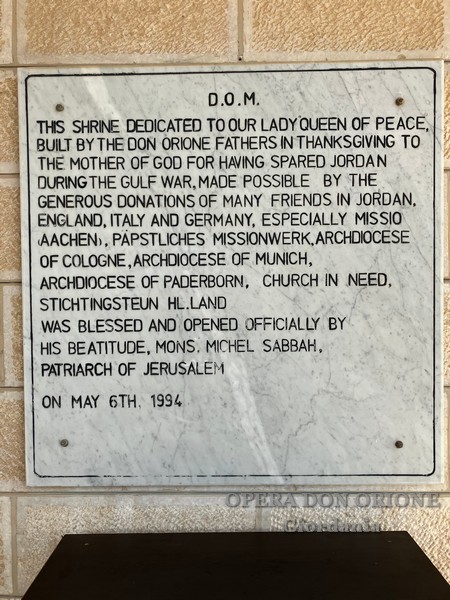 D.O.M.
THIS SHRINE DEDICATED TO OUR LADY QUEEN OF PEACE,
BUILT BY THE DON ORIONE FATHERS IN THANKSGIVING TO
THE MOTHER OF GOD FOR HAVING SPARED JORDAN
DURING THE GULF WAR, MADE POSSIBLE BY THE
GENEROUS DONATIONS OF MANY FRIENDS IN JORDAN,
ENGLAND, ITALY AND GERMANY, ESPECIALLY MISSIO
(AACHEN), PÄPSTLICHES MISSIONWERK, ARCHDIOCESE
OF COLOGNE, ARCHDIOCESE OF MUNICH,
ARCHDIOCESE OF PADERBORN, CHURCH IN NEED,
STICHTINGSTEUN HL.LAND
WAS BLESSED AND OPENED OFFICIALLY BY
HIS BEATITUDE, MONS. MICHEL SABBAH,
PATRIARCH OF JERUSALEM
ON MAY 6TH. 1994
OPERA DON ORIONE
Giordania